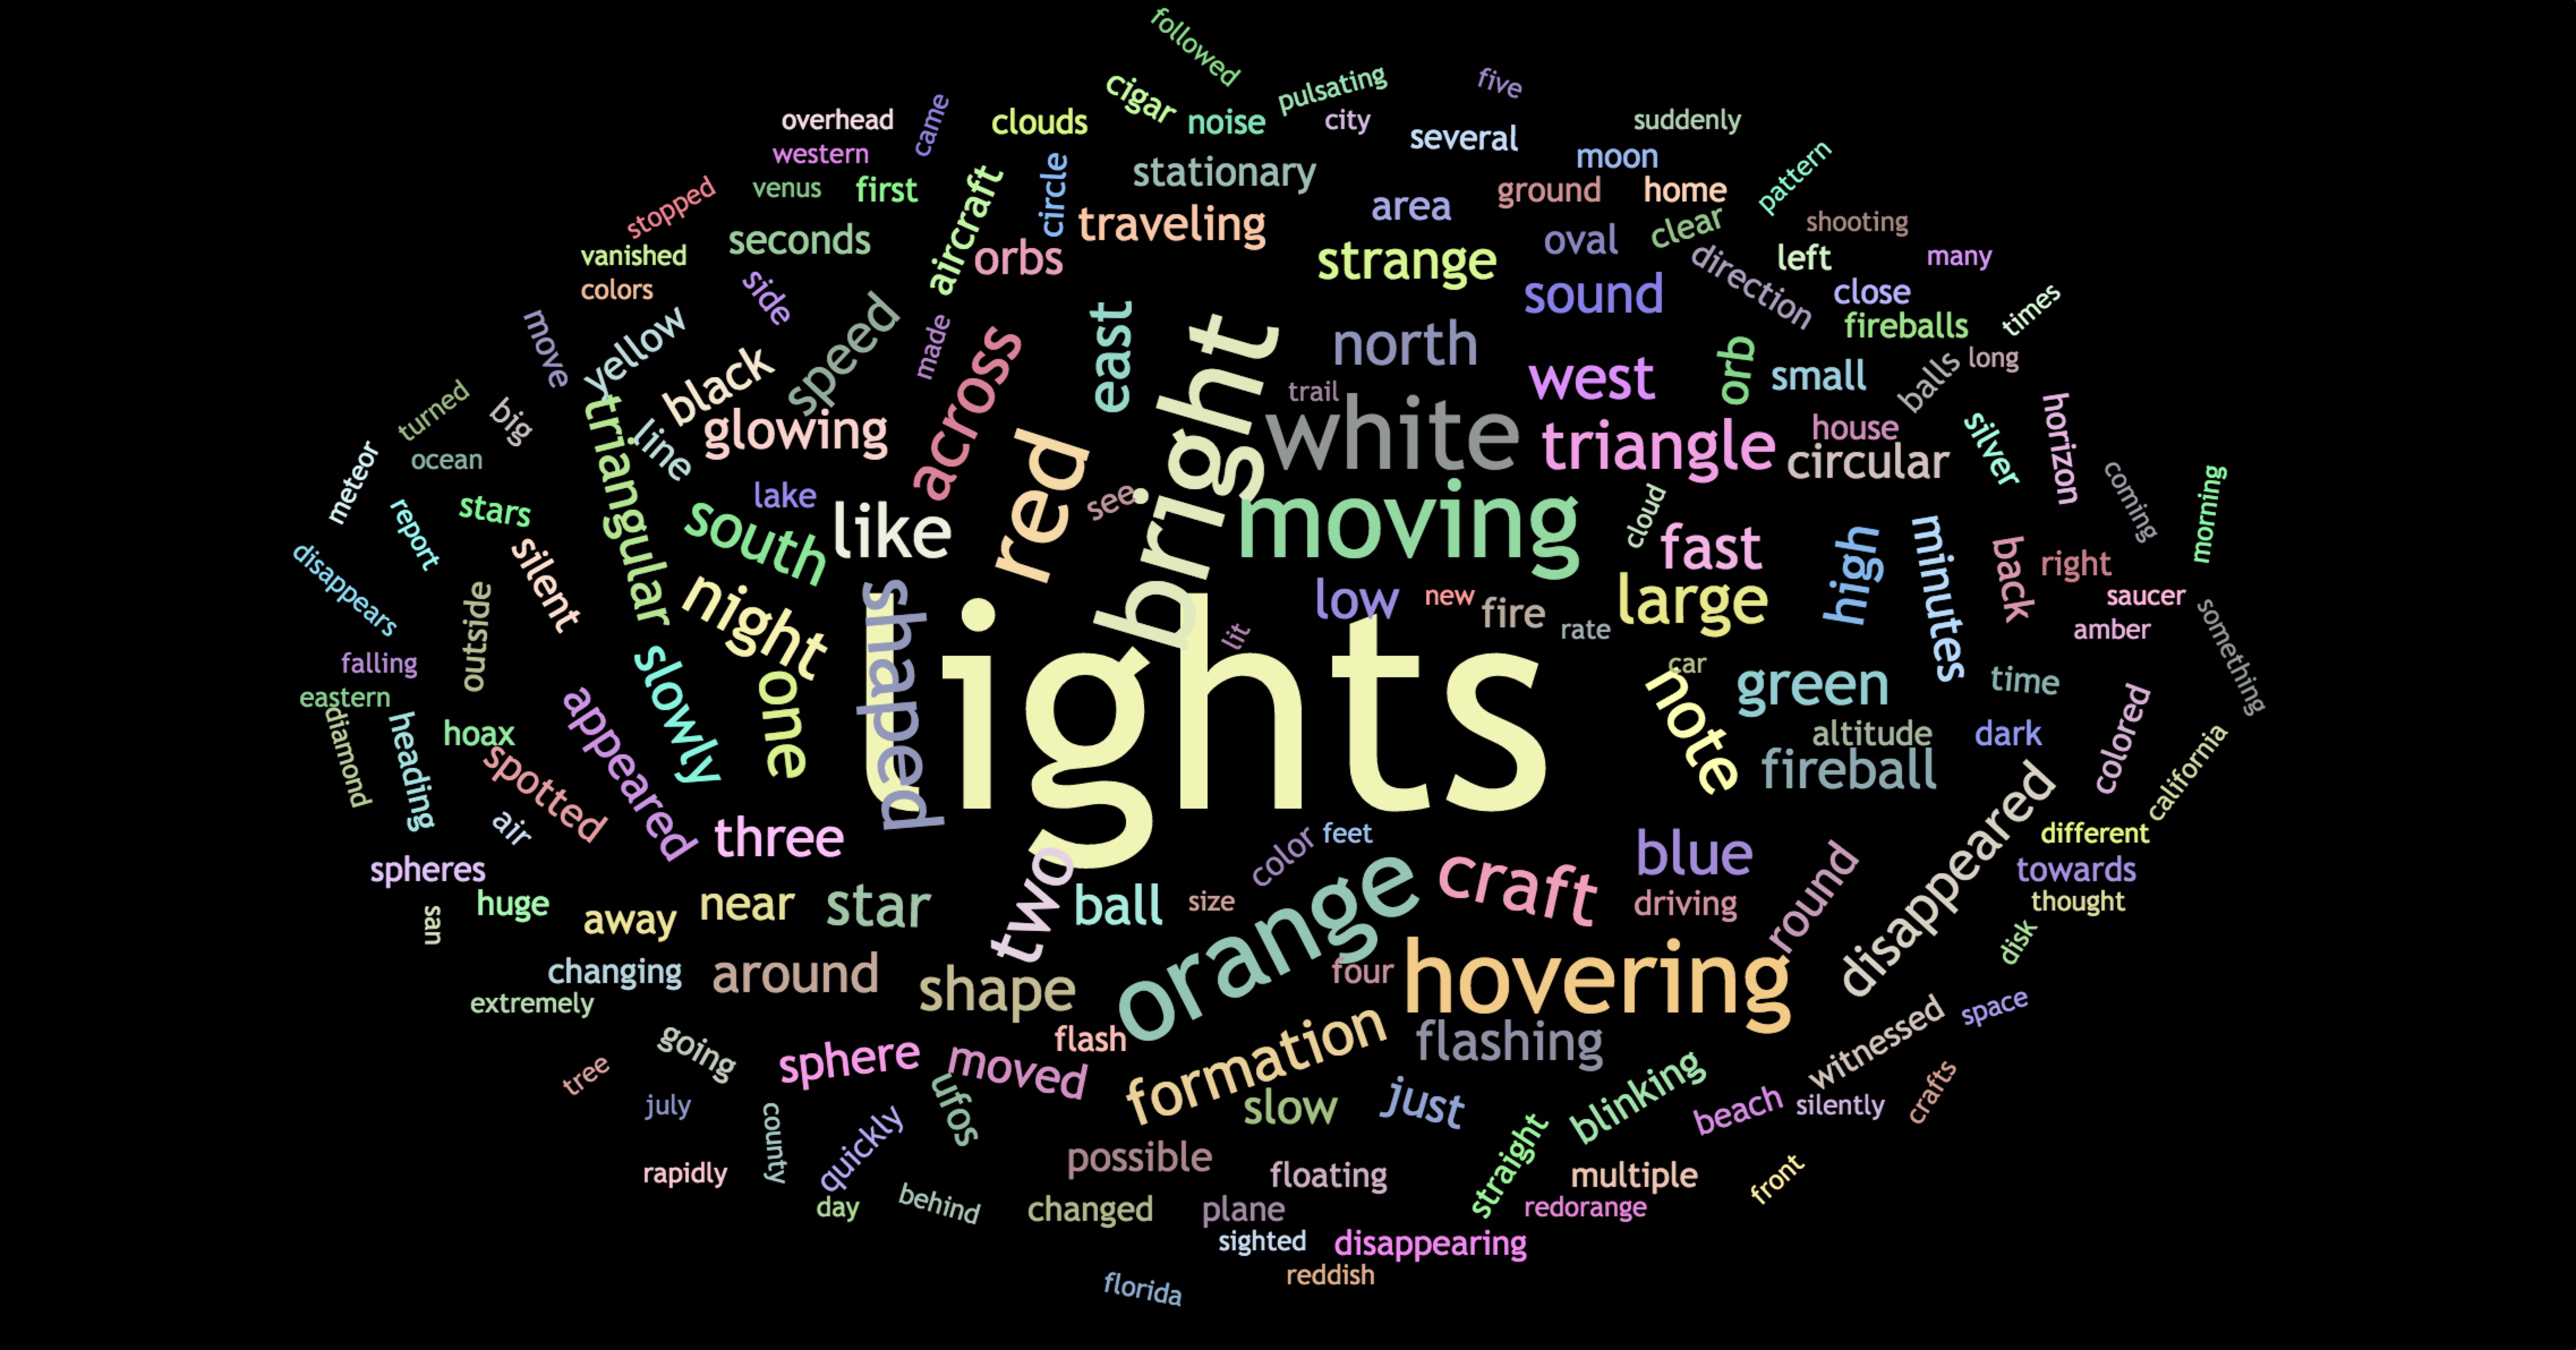 followed
cigar
pulsating
five
overhead
came
clouds
noise
city
several
suddenly
western
stationary
moon
pattern
stopped
venus
first
aircraft
circle
traveling
area
ground
home
shooting
vanished
seconds
orbs
strange
oval
clear
direction
left
many
colors
side
sound
close
times
move
yellow
speed
made
across
east
bright
north
west
orb
fireballs
small
balls
long
turned
big
black
trail
white
triangle
house
circular
silver
horizon
meteor
ocean
triangular
line
glowing
red
see
moving
coming
morning
report
stars
lake
south
like
cloud
fast
high
minutes
back
right
disappears
silent
outside
night
shaped
lit
low
new
fire
rate
large
saucer
amber
something
falling
eastern
slowly
one
lights
car
note
green
time
diamond
heading
hoax
spotted
appeared
altitude
dark
fireball
colored
california
air
three
color
feet
blue
disappeared
different
spheres
san
huge
away
near
star
two
ball
size
orange
craft
driving
round
towards
thought
disk
changing
around
shape
four
hovering
extremely
space
going
sphere
moved
flash
formation
flashing
witnessed
tree
july
county
quickly
ufos
slow
just
blinking
beach
silently
crafts
rapidly
possible
floating
straight
multiple
front
day
behind
changed
plane
redorange
sighted
disappearing
reddish
florida